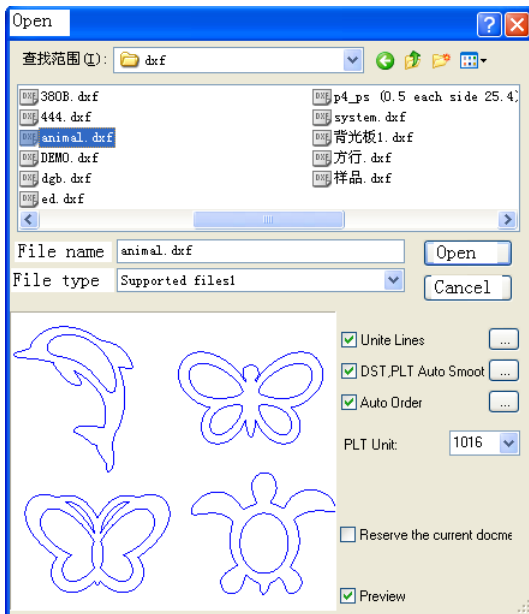 Open
查找范围(I): dxf
380B.dxf
444.dxf
animal.dxf
DEMO.dxf
dgb.dxf
ed.dxf
p4_ps (0.5 each side 25.4)
system.dxf
背光板1.dxf
方行.dxf
样品.dxf
File name animal.dxf Open
File type Supported files1 Cancel
Unite Lines ...
DST,PLT Auto Smoot ...
Auto Order ...
PLT Unit: 1016
Reserve the current docme
Preview